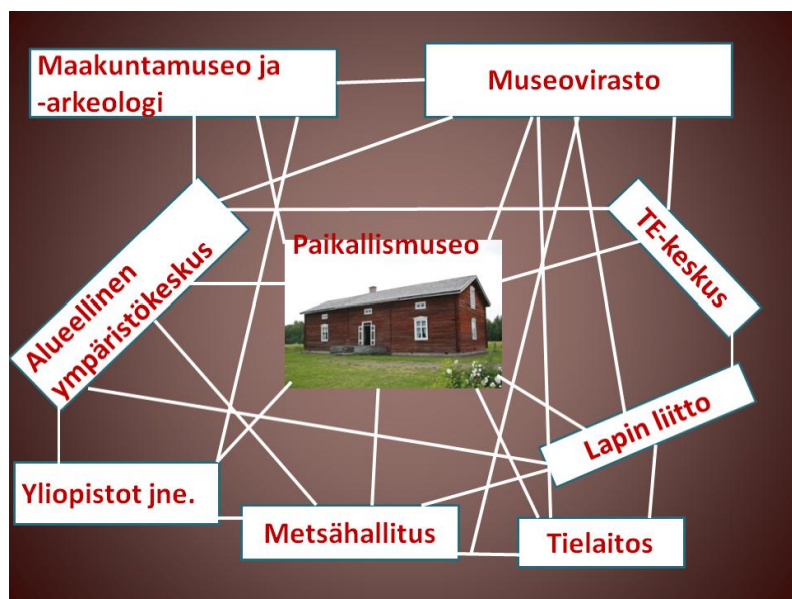 Maakuntamuseo ja
-arkeologi
Museovirasto
TE-keskus
Paikallismuseo
Alueellinen
ympäristökeskus
Lapin liitto
Yliopistot jne.
Metsähallitus
Tielaitos